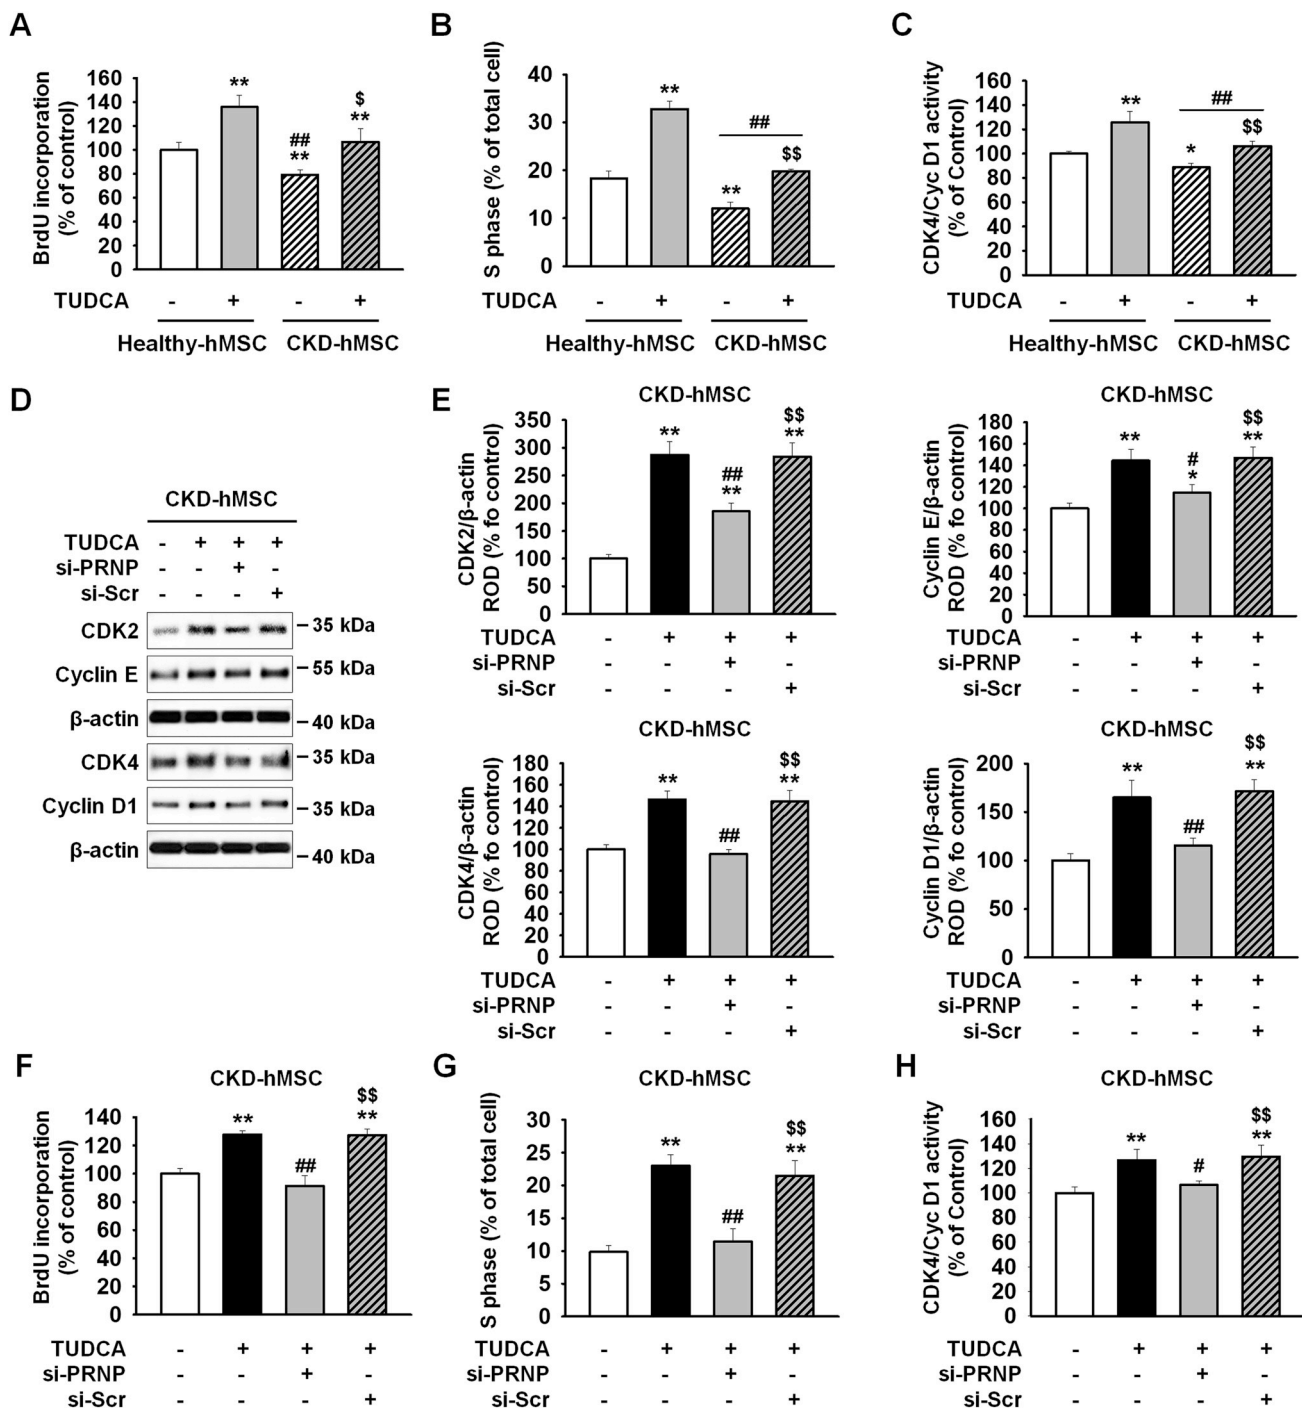 A
BrdU incorporation
(% of control)
160
140
120
100
80
60
40
20
0
**
##
**
$
**
TUDCA - + - +
Healthy-hMSC CKD-hMSC
B
S phase (% of total cell)
40
30
20
10
0
**
##
**
$$
TUDCA - + - +
Healthy-hMSC CKD-hMSC
C
CDK4/Cyc D1 activity
(% of Control)
160
140
120
100
80
60
40
20
0
**
##
*
$$
TUDCA - + - +
Healthy-hMSC CKD-hMSC
D
CKD-hMSC
TUDCA - + + +
si-PRNP - - + -
si-Scr - - - +
CDK2 35 kDa
Cyclin E 55 kDa
β-actin 40 kDa
CDK4 35 kDa
Cyclin D1 35 kDa
β-actin 40 kDa
E
CKD-hMSC
CDK2/β-actin
ROD (% fo control)
350
300
250
200
150
100
50
0
**
##
**
$$
**
TUDCA - + + +
si-PRNP - - + -
si-Scr - - - +
CKD-hMSC
Cyclin E/β-actin
ROD (% fo control)
180
160
140
120
100
80
60
40
20
0
**
#
*
$$
**
TUDCA - + + +
si-PRNP - - + -
si-Scr - - - +
CKD-hMSC
CDK4/β-actin
ROD (% fo control)
180
160
140
120
100
80
60
40
20
0
**
##
$$
**
TUDCA - + + +
si-PRNP - - + -
si-Scr - - - +
CKD-hMSC
Cyclin D1/β-actin
ROD (% fo control)
200
150
100
50
0
**
##
$$
**
TUDCA - + + +
si-PRNP - - + -
si-Scr - - - +
F
CKD-hMSC
BrdU incorporation
(% of control)
140
120
100
80
60
40
20
0
**
##
$$
**
TUDCA - + + +
si-PRNP - - + -
si-Scr - - - +
G
CKD-hMSC
S phase (% of total cell)
30
25
20
15
10
5
0
**
##
$$
**
TUDCA - + + +
si-PRNP - - + -
si-Scr - - - +
H
CKD-hMSC
CDK4/Cyc D1 activity
(% of Control)
160
140
120
100
80
60
40
20
0
**
#
$$
**
TUDCA - + + +
si-PRNP - - + -
si-Scr - - - +